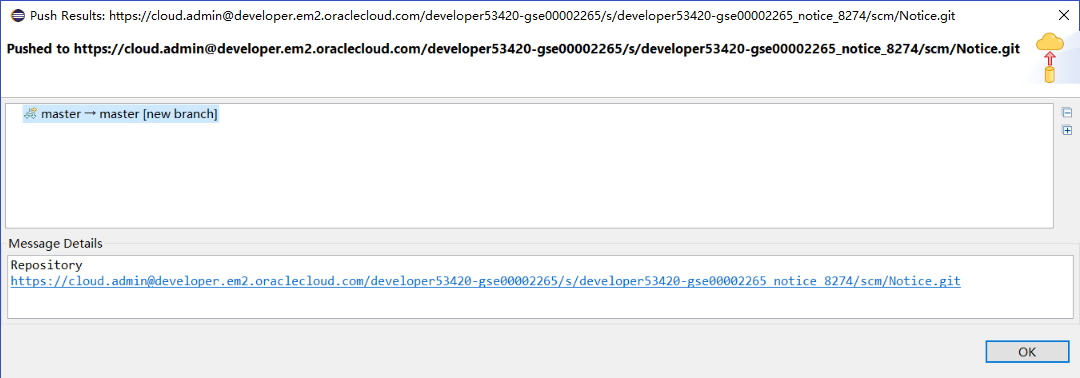 Push Results: https://cloud.admin@developer.em2.oraclecloud.com/developer53420-gse00002265/s/developer53420-gse00002265_notice_8274/scm/Notice.git
Pushed to https://cloud.admin@developer.em2.oraclecloud.com/developer53420-gse00002265/s/developer53420-gse00002265_notice_8274/scm/Notice.git
master → master [new branch]
Message Details
Repository
https://cloud.admin@developer.em2.oraclecloud.com/developer53420-gse00002265/s/developer53420-gse00002265_notice_8274/scm/Notice.git
OK